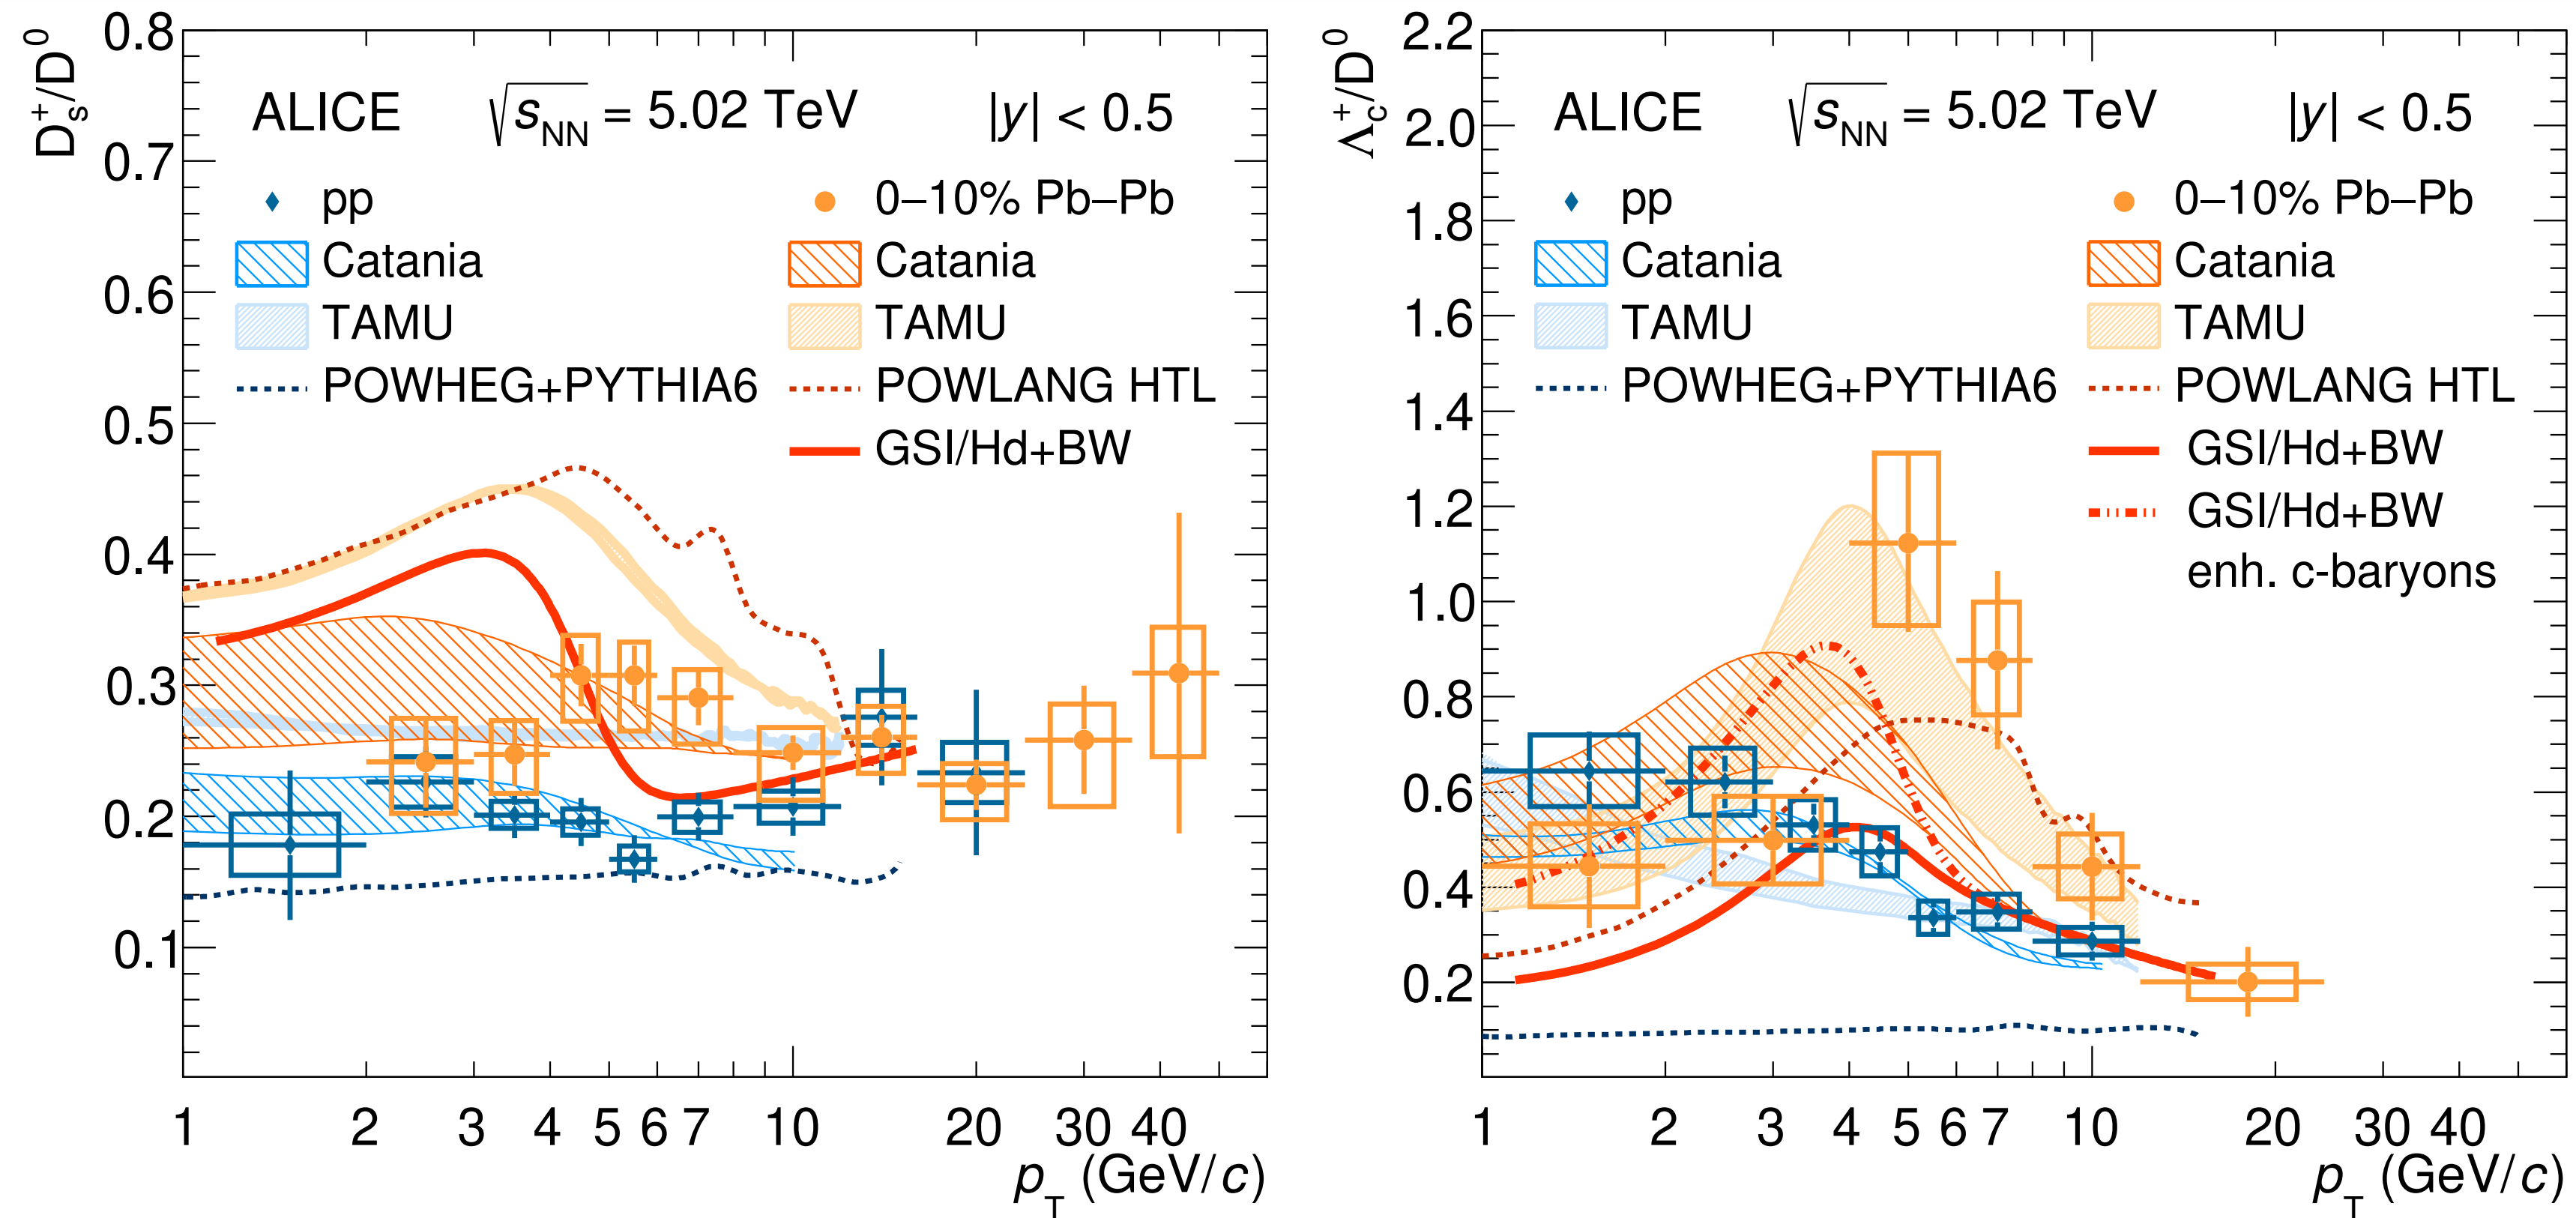 D_s^+/D^0
0.8
0.7
0.6
0.5
0.4
0.3
0.2
0.1
ALICE √s_NN = 5.02 TeV |y| < 0.5
pp 0–10% Pb–Pb
Catania Catania
TAMU TAMU
POWHEG+PYTHIA6 POWLANG HTL
GSI/Hd+BW
1 2 3 4 5 6 7 10 20 30 40
p_T (GeV/c)
Λ_c^+/D^0
2.2
2.0
1.8
1.6
1.4
1.2
1.0
0.8
0.6
0.4
0.2
ALICE √s_NN = 5.02 TeV |y| < 0.5
pp 0–10% Pb–Pb
Catania Catania
TAMU TAMU
POWHEG+PYTHIA6 POWLANG HTL
GSI/Hd+BW
GSI/Hd+BW
enh. c-baryons
1 2 3 4 5 6 7 10 20 30 40
p_T (GeV/c)